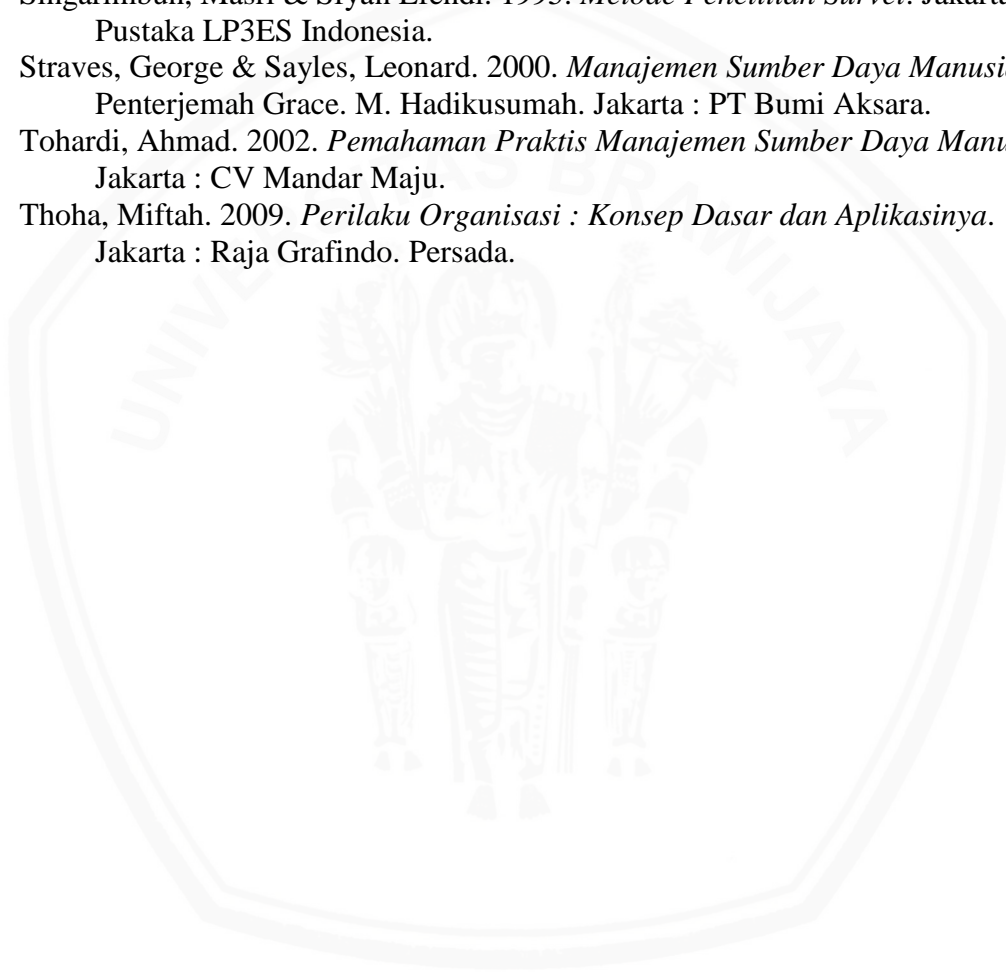 Pustaka LP3ES Indonesia.
Straves, George & Sayles, Leonard. 2000. Manajemen Sumber Daya
Penterjemah Grace. M. Hadikusumah. Jakarta : PT Bumi Aksara.
Tohardi, Ahmad. 2002. Pemahaman Praktis Manajemen Sumber Daya
Jakarta : CV Mandar Maju.
Thoha, Miftah. 2009. Perilaku Organisasi : Konsep Dasar dan Aplikasinya.
Jakarta : Raja Grafindo. Persada.
UNIVERSITAS BRAWIJAYA